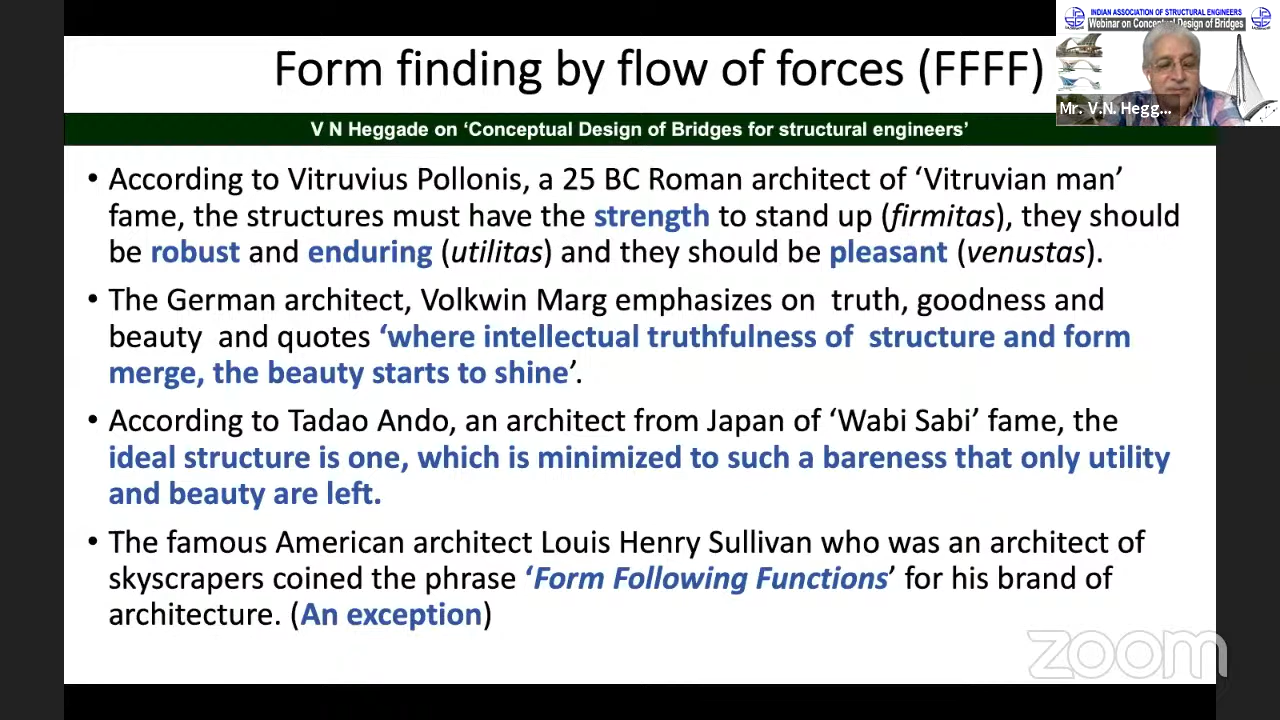 INDIAN ASSOCIATION OF STRUCTURAL ENGINEERS
Webinar on Conceptual Design of Bridges
Form finding by flow of forces (FFFF)
Mr. V.N. Hegg...
V N Heggade on ‘Conceptual Design of Bridges for structural engineers’
• According to Vitruvius Pollonis, a 25 BC Roman architect of ‘Vitruvian man’
fame, the structures must have the strength to stand up (firmitas), they should
be robust and enduring (utilitas) and they should be pleasant (venustas).
• The German architect, Volkwin Marg emphasizes on truth, goodness and
beauty and quotes ‘where intellectual truthfulness of structure and form
merge, the beauty starts to shine’.
• According to Tadao Ando, an architect from Japan of ‘Wabi Sabi’ fame, the
ideal structure is one, which is minimized to such a bareness that only utility
and beauty are left.
• The famous American architect Louis Henry Sullivan who was an architect of
skyscrapers coined the phrase ‘Form Following Functions’ for his brand of
architecture. (An exception)
zoom